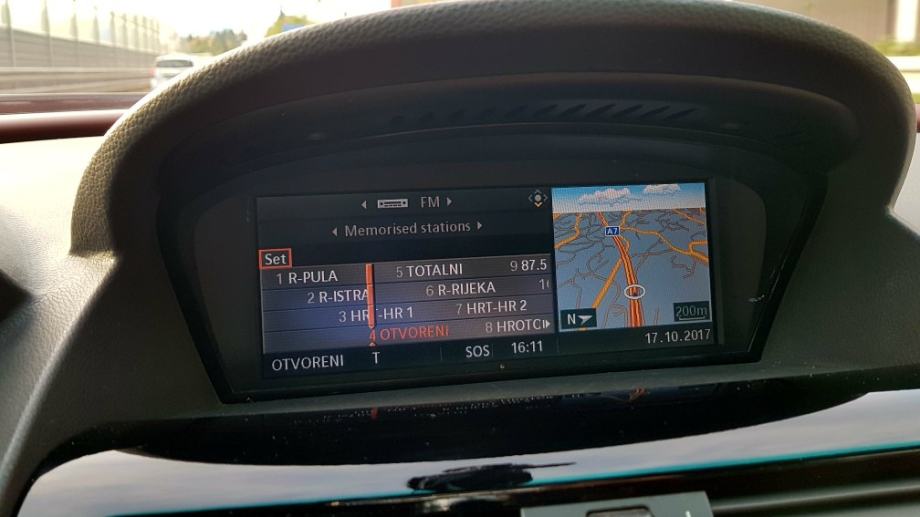 FM
Memorised stations
Set
1 R-PULA
2 R-ISTRA
3 HR -HR 1
4 OTVORENI
5 TOTALNI
6 R-RIJEKA
7 HRT-HR 2
8 HROTCI
9 87.5
OTVORENI T SOS 16:11
A7
N 200m
17.10.2017